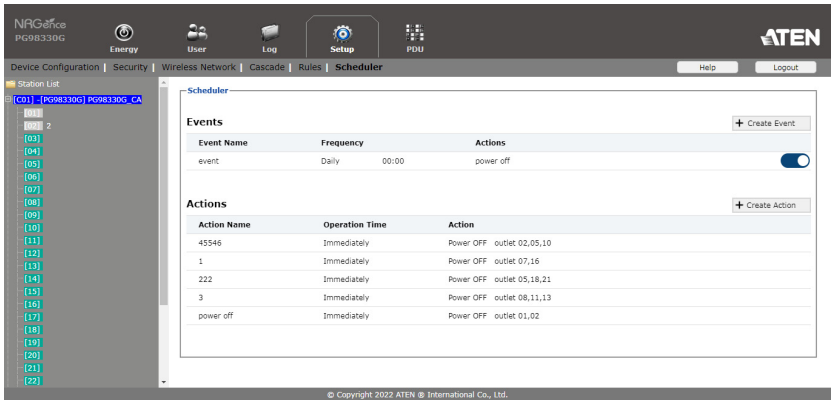 NRGence
PG98330G
Energy
User
Log
Setup
PDU
ATEN
Device Configuration | Security | Wireless Network | Cascade | Rules | Scheduler
Help
Logout
Station List
[C01] -[PG98330G] PG98330G_CA
[01]
[02] 2
[03]
[04]
[05]
[06]
[07]
[08]
[09]
[10]
[11]
[12]
[13]
[14]
[15]
[16]
[17]
[18]
[19]
[20]
[21]
[22]
Scheduler
Events
+ Create Event
Event Name Frequency Actions
event Daily 00:00 power off
Actions
+ Create Action
Action Name Operation Time Action
45546 Immediately Power OFF outlet 02,05,10
1 Immediately Power OFF outlet 07,16
222 Immediately Power OFF outlet 05,18,21
3 Immediately Power OFF outlet 08,11,13
power off Immediately Power OFF outlet 01,02
© Copyright 2022 ATEN ® International Co., Ltd.